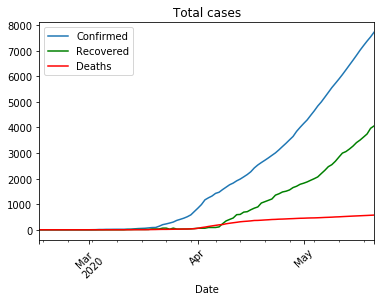 Total cases
Confirmed
Recovered
Deaths
8000
7000
6000
5000
4000
3000
2000
1000
0
Mar
2020
Apr
May
Date